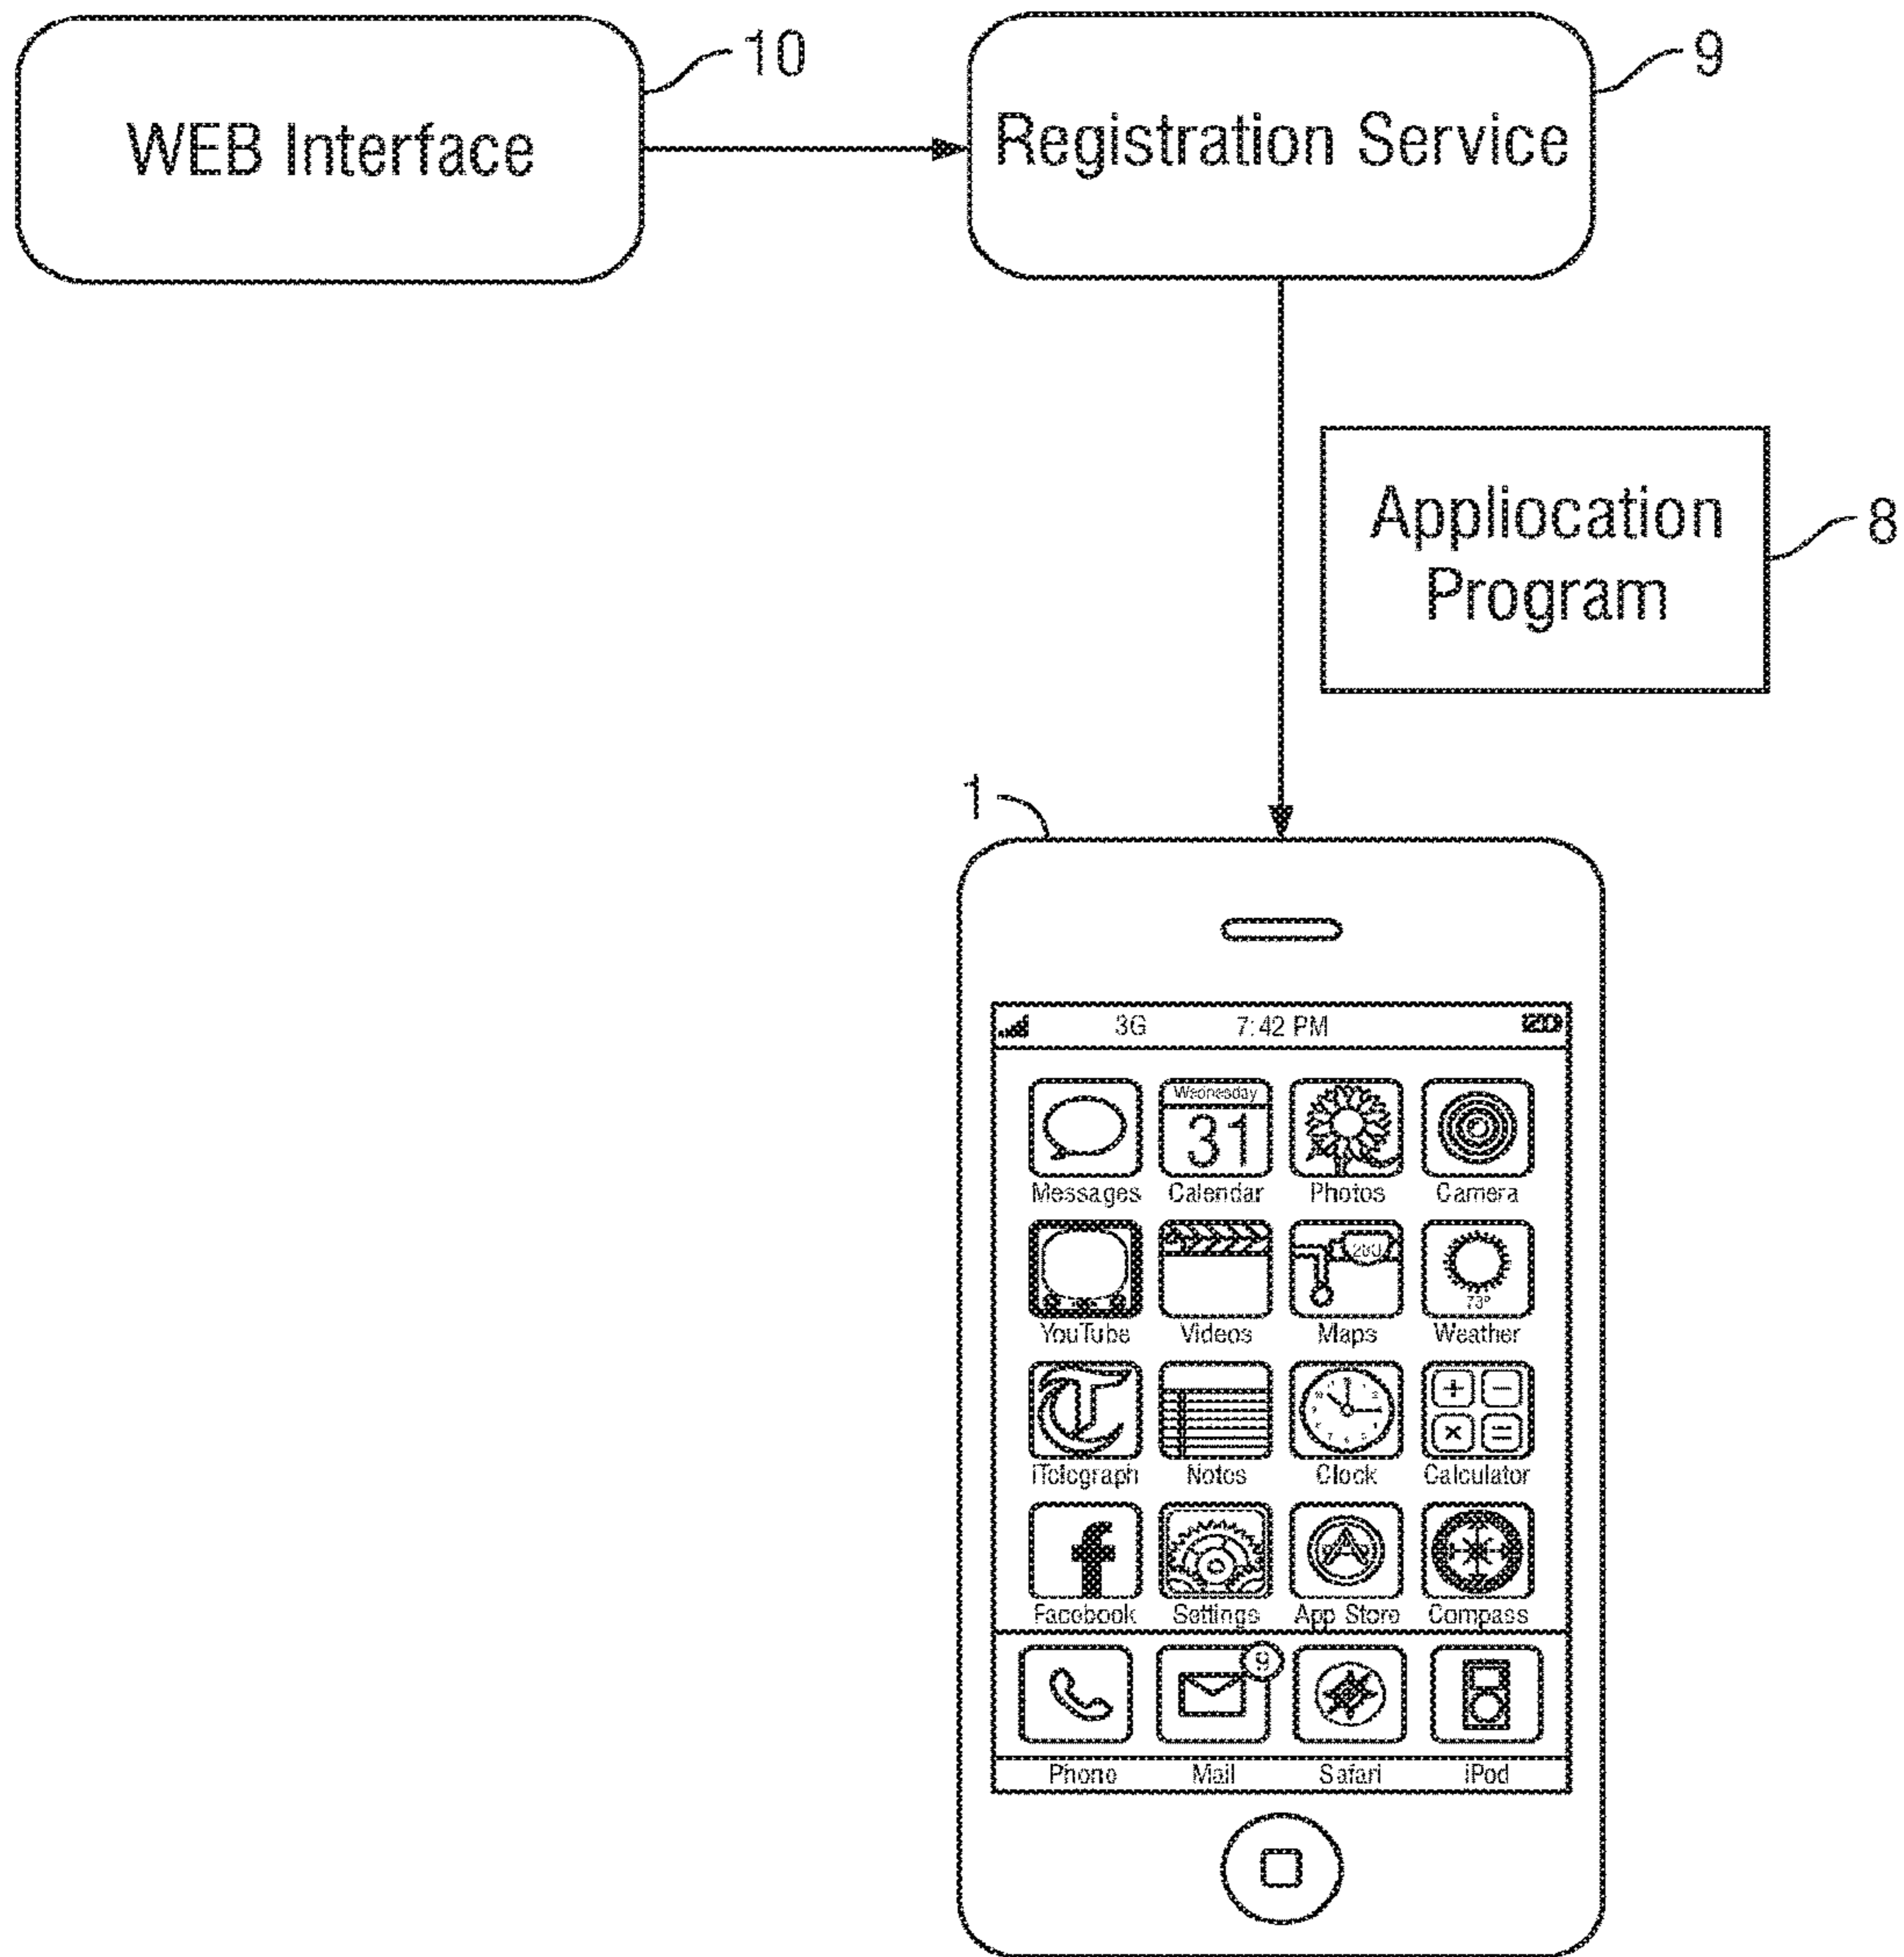 WEB Interface
10
Registration Service
9
Appliocation
Program
8
1
3G 7:42 PM
Wednesday
31
Messages Calendar Photos Camera
280
73°
YouTube Videos Maps Weather
+ −
× =
iTelegraph Notes Clock Calculator
f
Facebook Settings App Store Compass
9
Phone Mail Safari iPod